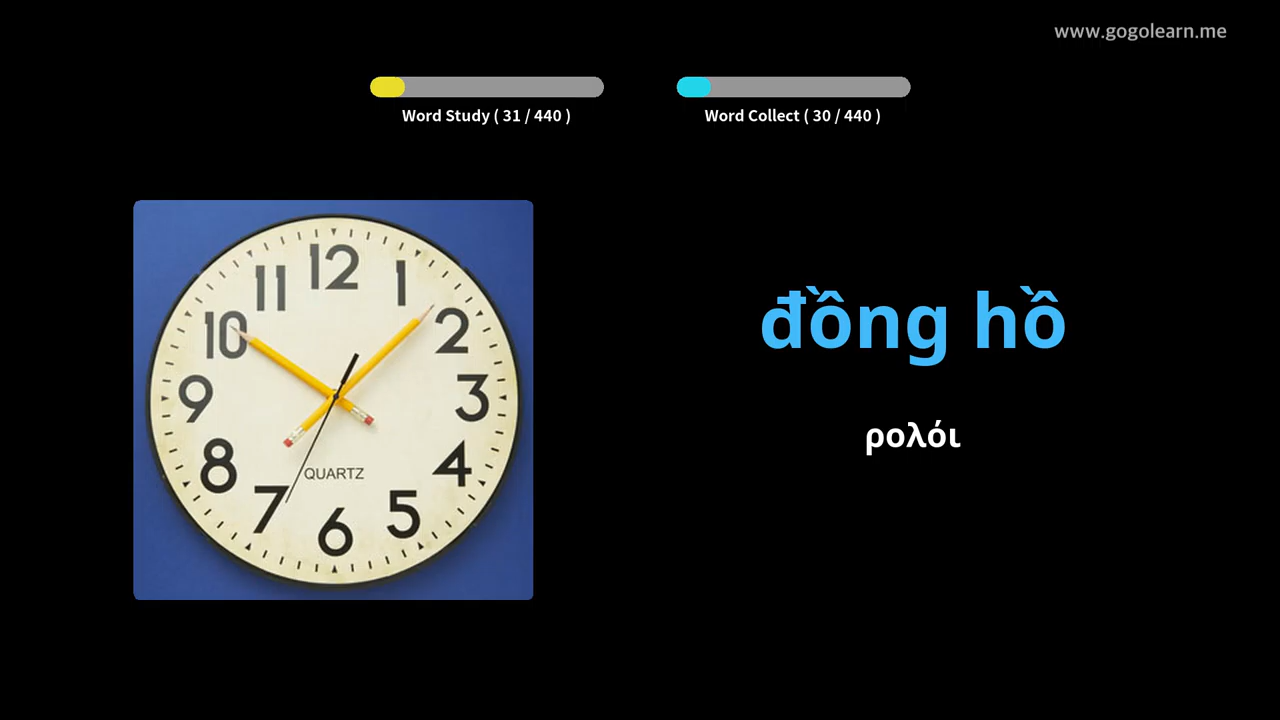 www.gogolearn.me
Word Study ( 31 / 440 )
Word Collect ( 30 / 440 )
12
11
1
10
2
9
3
8
4
7
5
6
QUARTZ
đồng hồ
ρολόι